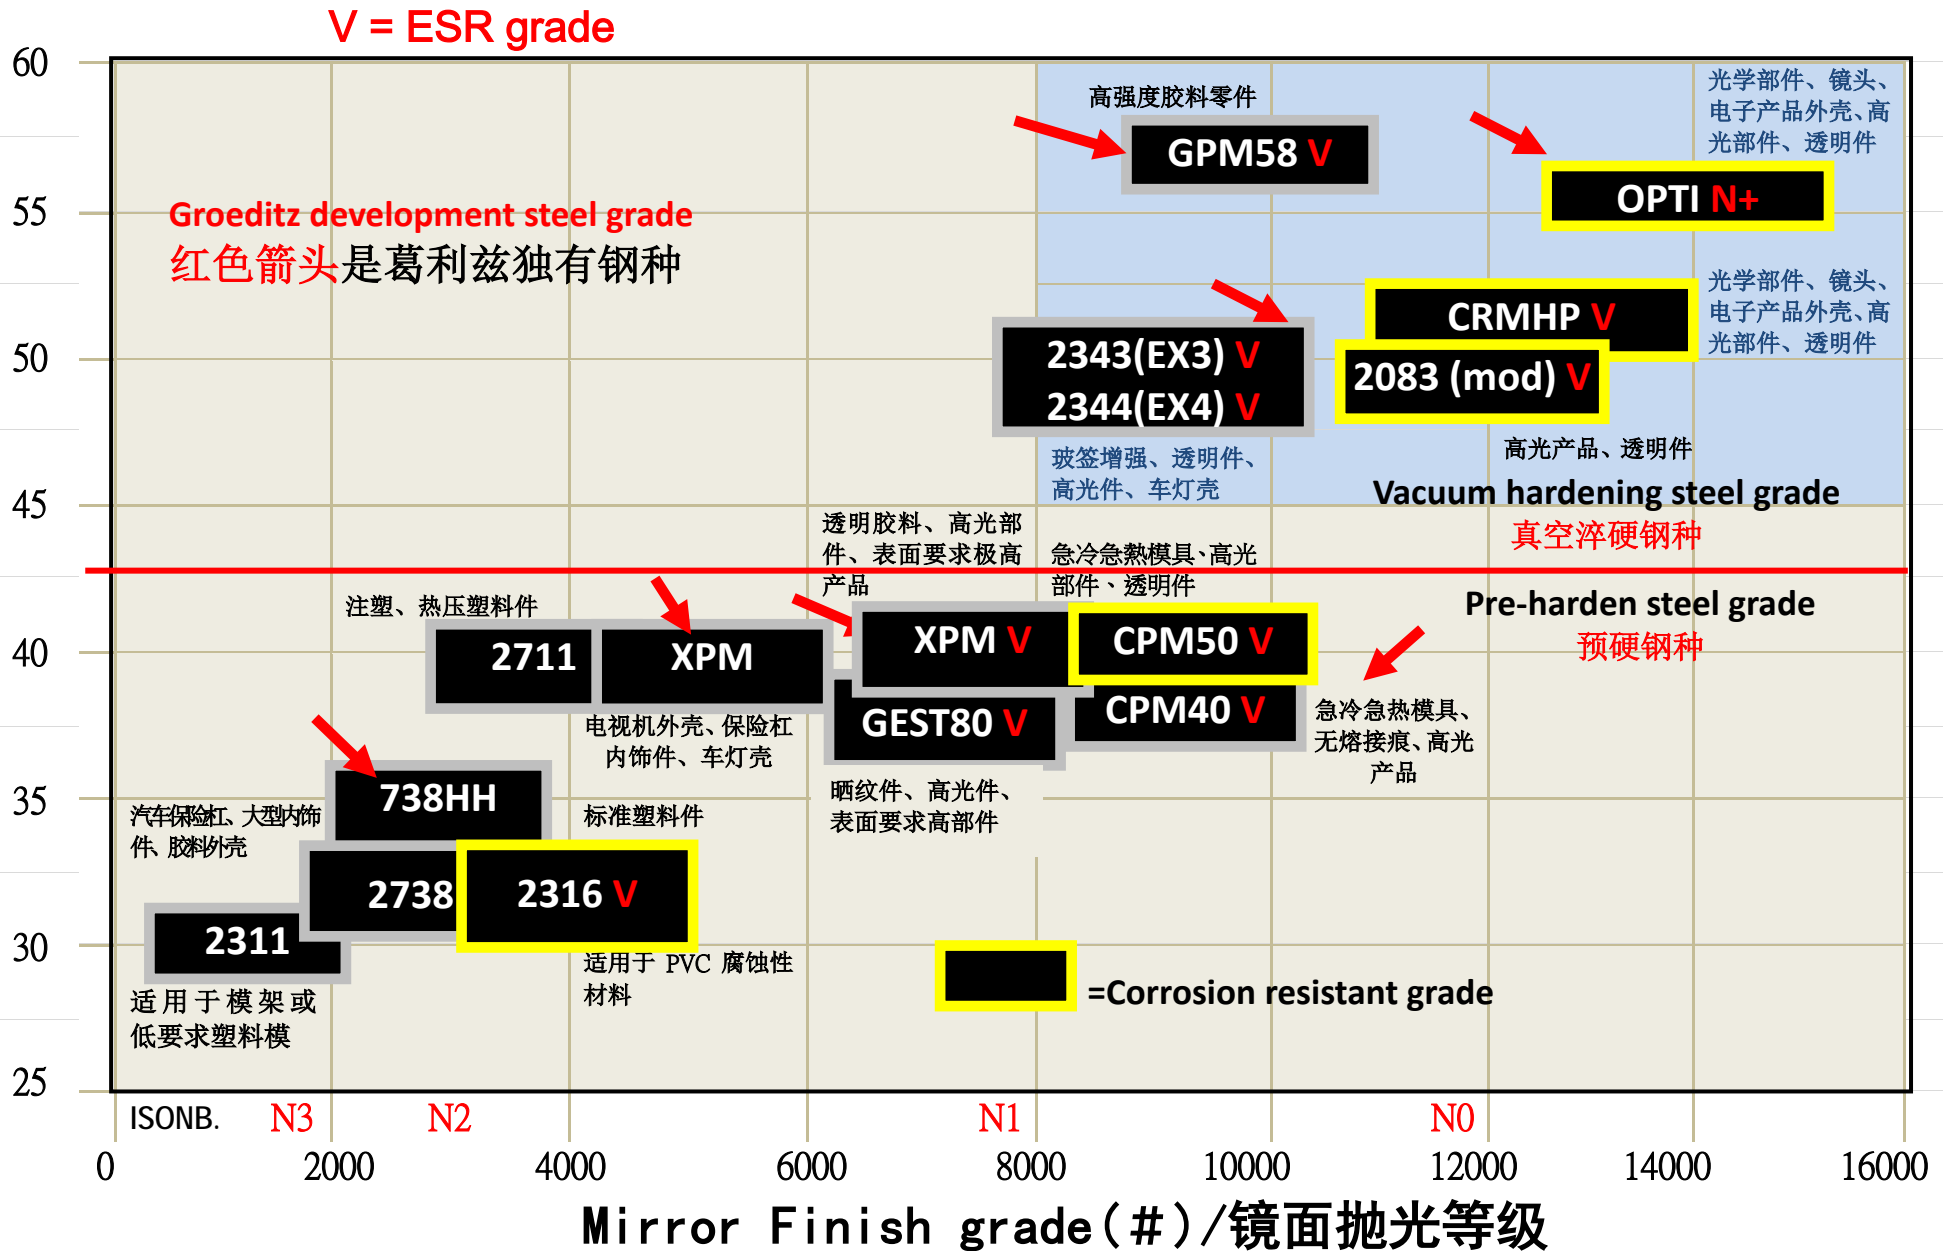 V = ESR grade
60
55
50
45
40
35
30
25
高强度胶料零件
GPM58 V
光学部件、镜头、
电子产品外壳、高
光部件、透明件
OPTI N+
Groeditz development steel grade
红色箭头是葛利兹独有钢种
光学部件、镜头、
电子产品外壳、高
光部件、透明件
CRMHP V
2343(EX3) V
2344(EX4) V
2083 (mod) V
玻签增强、透明件、
高光件、车灯壳
高光产品、透明件
Vacuum hardening steel grade
真空淬硬钢种
透明胶料、高光部
件、表面要求极高
产品
急冷急熱模具、高光
部件、透明件
Pre-harden steel grade
预硬钢种
注塑、热压塑料件
2711
XPM
XPM V
CPM50 V
GEST80 V
CPM40 V
电视机外壳、保险杠
内饰件、车灯壳
急冷急热模具、
无熔接痕、高光
产品
738HH
晒纹件、高光件、
表面要求高部件
汽车保险杠、大型内饰
件、胶料外壳
标准塑料件
2738
2316 V
2311
适用于 PVC 腐蚀性
材料
适用于模架或
低要求塑料模
=Corrosion resistant grade
ISONB.
N3
N2
N1
N0
0
2000
4000
6000
8000
10000
12000
14000
16000
Mirror Finish grade(#)/镜面抛光等级